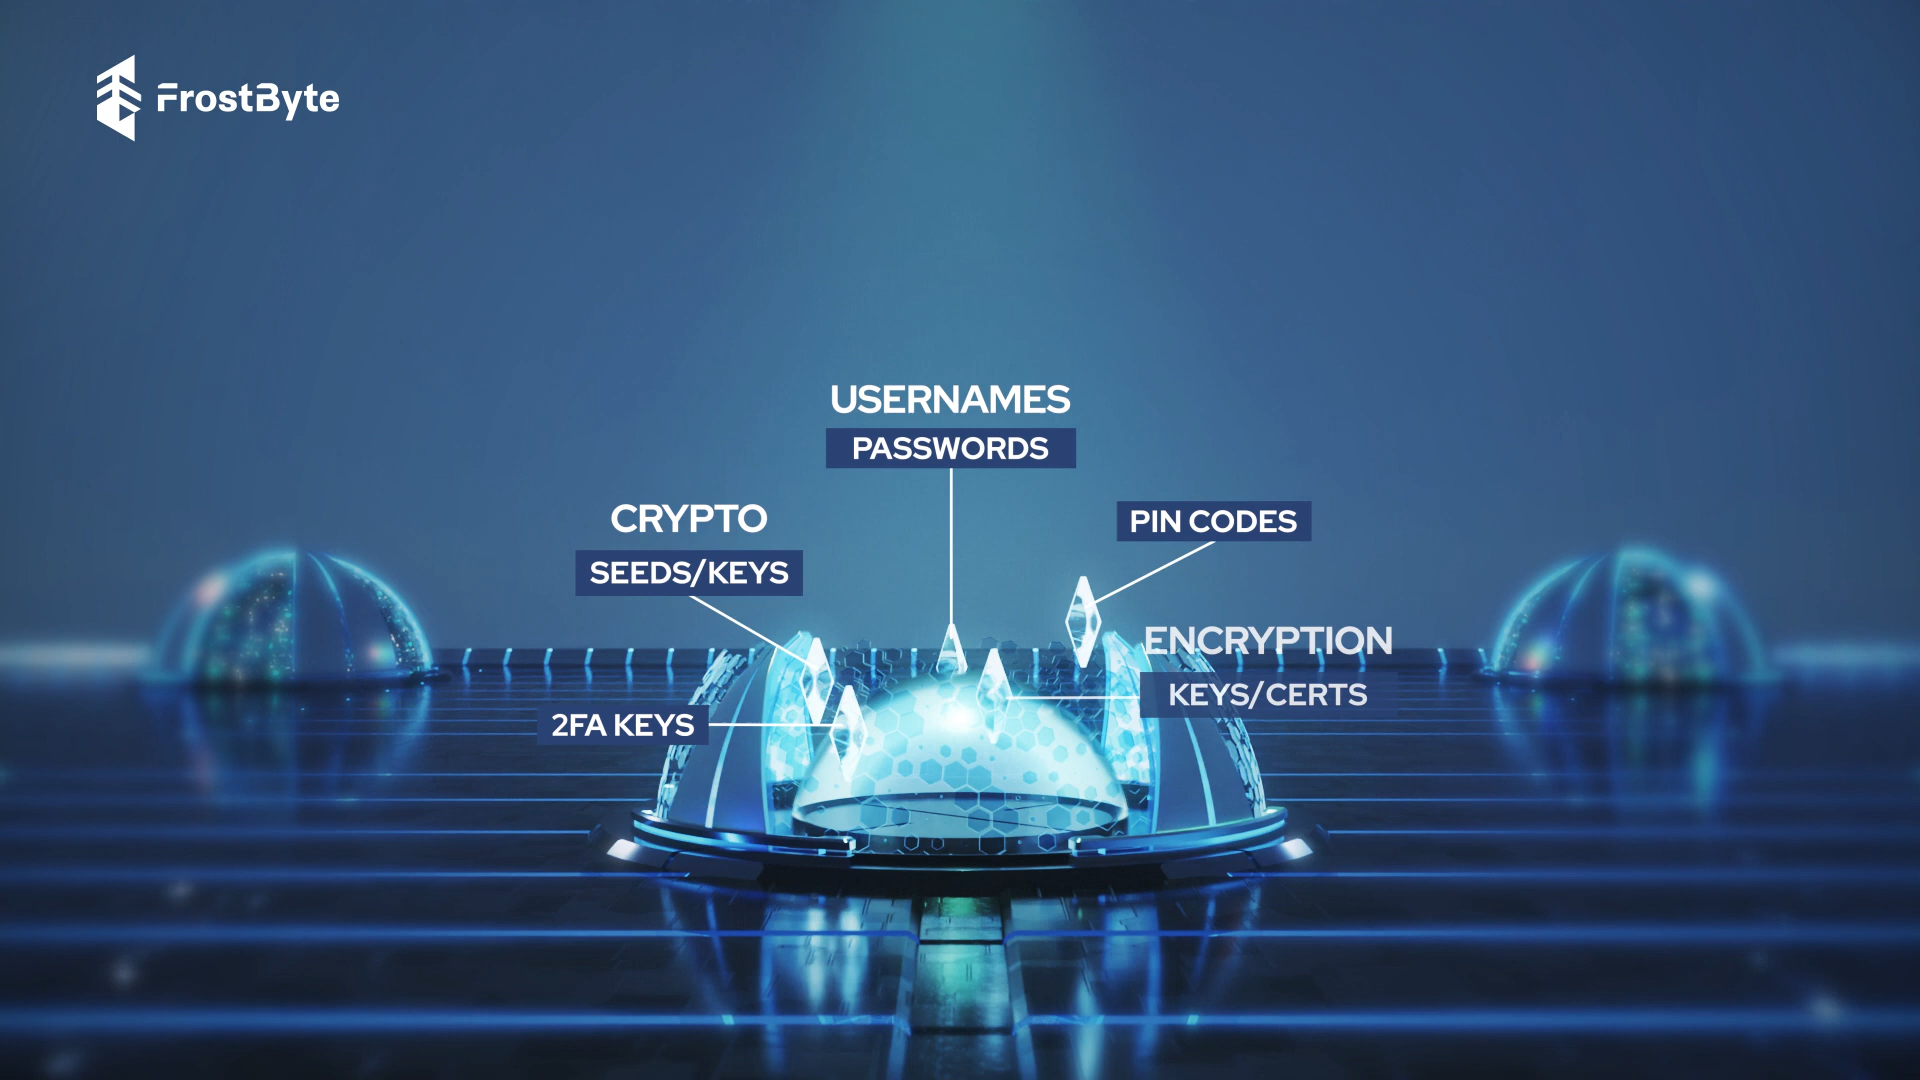 FrostByte
USERNAMES
PASSWORDS
CRYPTO
SEEDS/KEYS
PIN CODES
ENCRYPTION
KEYS/CERTS
2FA KEYS